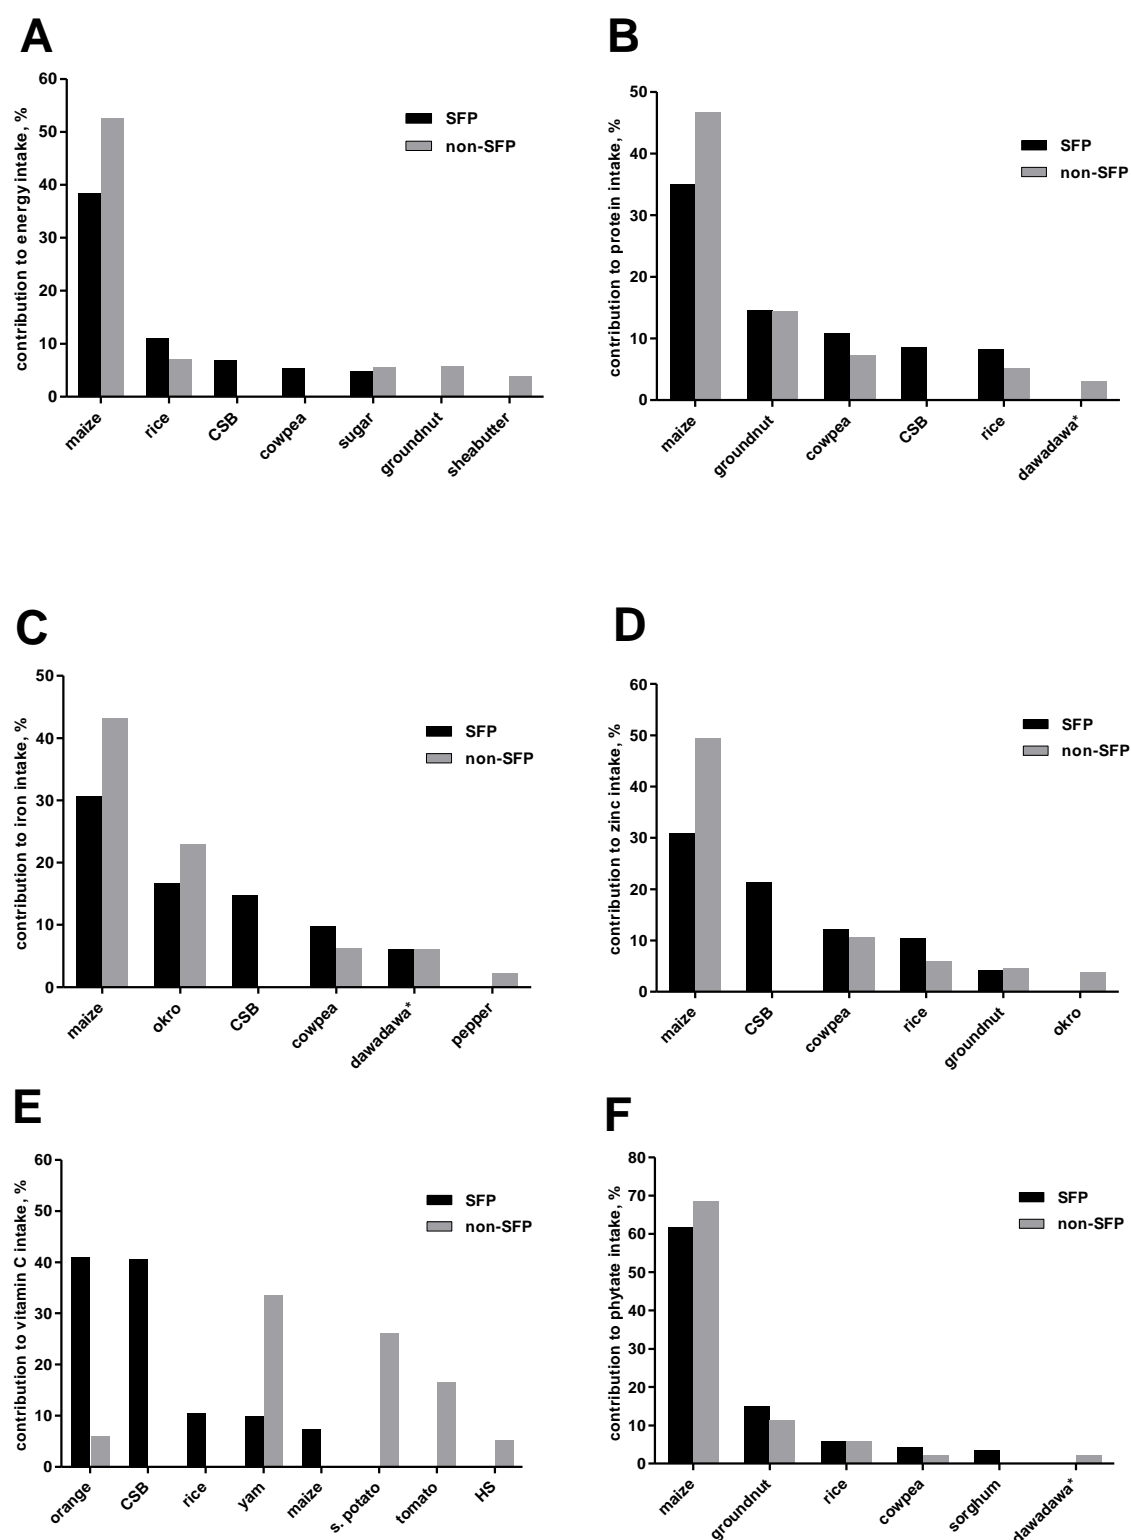 A
contribution to energy intake, %
60
50
40
30
20
10
0
SFP
non-SFP
maize
rice
CSB
cowpea
sugar
groundnut
sheabutter
B
contribution to protein intake, %
50
40
30
20
10
0
SFP
non-SFP
maize
groundnut
cowpea
CSB
rice
dawadawa*
C
contribution to iron intake, %
50
40
30
20
10
0
SFP
non-SFP
maize
okro
CSB
cowpea
dawadawa*
pepper
D
contribution to zinc intake, %
60
50
40
30
20
10
0
SFP
non-SFP
maize
CSB
cowpea
rice
groundnut
okro
E
contribution to vitamin C intake, %
60
50
40
30
20
10
0
SFP
non-SFP
orange
CSB
rice
yam
maize
s. potato
tomato
HS
F
contribution to phytate intake, %
80
70
60
50
40
30
20
10
0
SFP
non-SFP
maize
groundnut
rice
cowpea
sorghum
dawadawa*